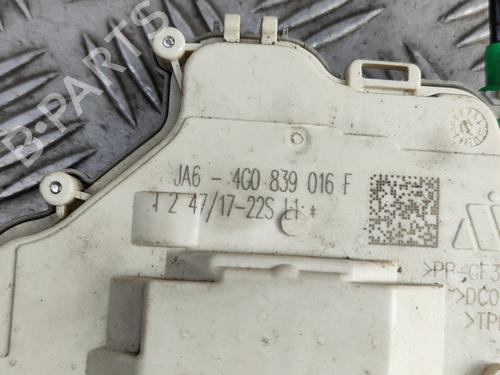 B-PARTS
JA6 - 4G0 839 016 F
1 2 47/17-22S L1 *
>PP-GF3
>DCO
>TP